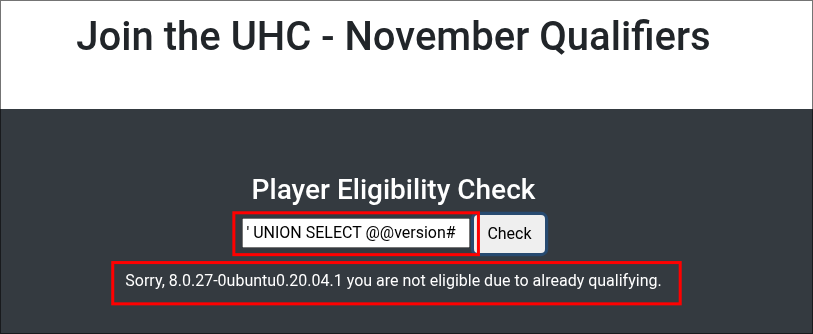 Join the UHC - November Qualifiers
Player Eligibility Check
' UNION SELECT @@version# Check
Sorry, 8.0.27-0ubuntu0.20.04.1 you are not eligible due to already qualifying.